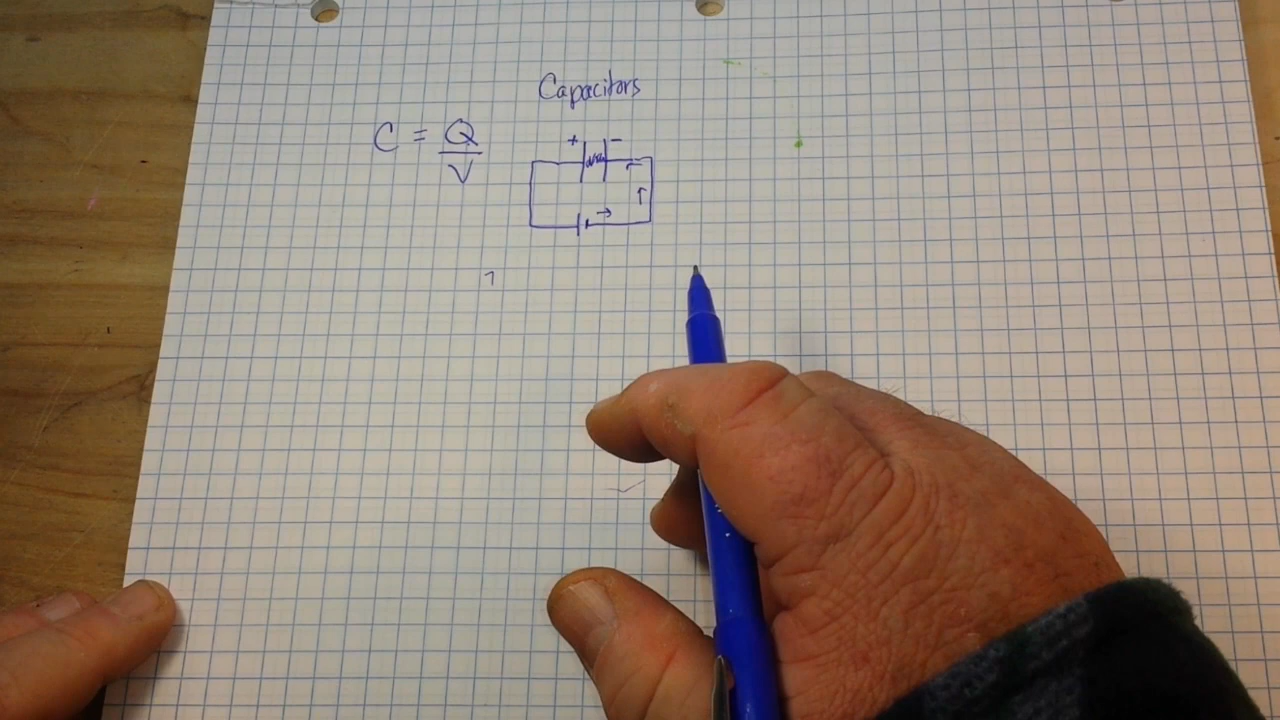 Capacitors
C = Q/V
+ -